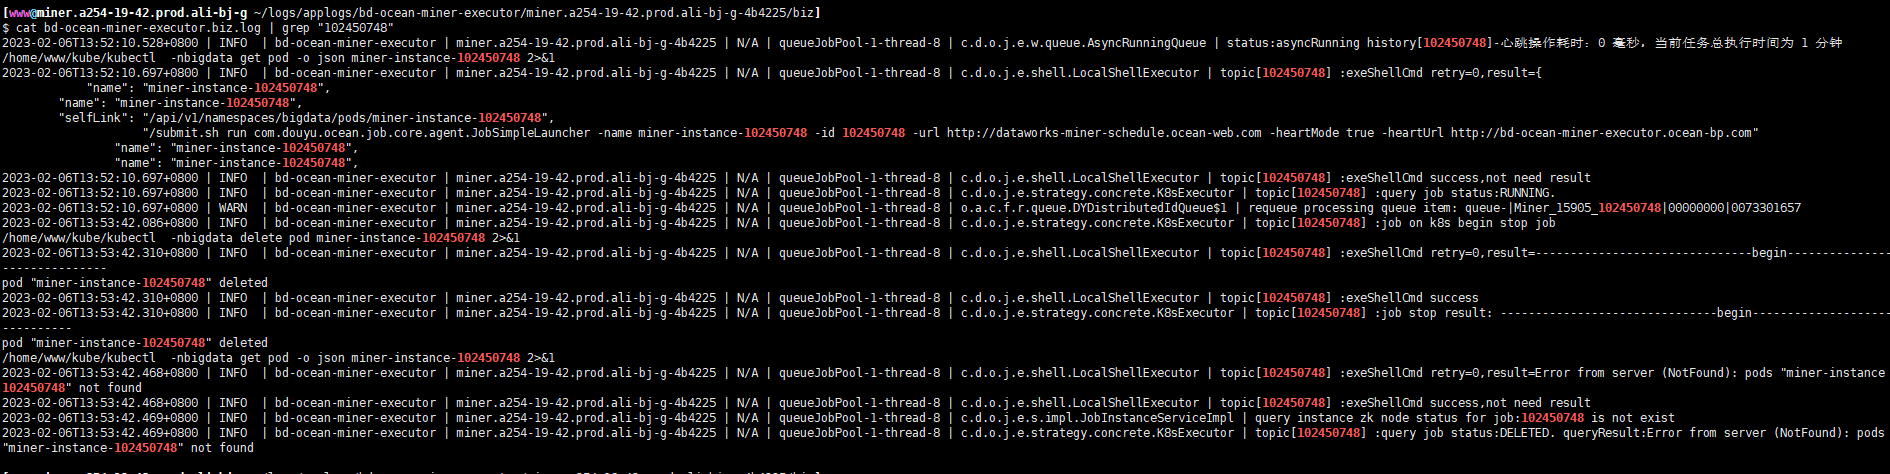 [www@miner.a254-19-42.prod.ali-bj-g ~/logs/applogs/bd-ocean-miner-executor/miner.a254-19-42.prod.ali-bj-g-4b4225/biz]
$ cat bd-ocean-miner-executor.biz.log | grep "102450748"
2023-02-06T13:52:10.528+0800 | INFO  | bd-ocean-miner-executor | miner.a254-19-42.prod.ali-bj-g-4b4225 | N/A | queueJobPool-1-thread-8 | c.d.o.j.e.w.queue.AsyncRunningQueue | status:asyncRunning history[102450748]-心跳操作耗时: 0 毫秒, 当前任务总执行时间为 1 分钟
/home/www/kube/kubectl  -nbigdata get pod -o json miner-instance-102450748 2>&1
2023-02-06T13:52:10.697+0800 | INFO  | bd-ocean-miner-executor | miner.a254-19-42.prod.ali-bj-g-4b4225 | N/A | queueJobPool-1-thread-8 | c.d.o.j.e.shell.LocalShellExecutor | topic[102450748] :exeShellCmd retry=0,result={
            "name": "miner-instance-102450748",
        "name": "miner-instance-102450748",
        "selfLink": "/api/v1/namespaces/bigdata/pods/miner-instance-102450748",
                    "/submit.sh run com.douyu.ocean.job.core.agent.JobSimpleLauncher -name miner-instance-102450748 -id 102450748 -url http://dataworks-miner-schedule.ocean-web.com -heartMode true -heartUrl http://bd-ocean-miner-executor.ocean-bp.com"
                "name": "miner-instance-102450748",
                "name": "miner-instance-102450748",
2023-02-06T13:52:10.697+0800 | INFO  | bd-ocean-miner-executor | miner.a254-19-42.prod.ali-bj-g-4b4225 | N/A | queueJobPool-1-thread-8 | c.d.o.j.e.shell.LocalShellExecutor | topic[102450748] :exeShellCmd success,not need result
2023-02-06T13:52:10.697+0800 | INFO  | bd-ocean-miner-executor | miner.a254-19-42.prod.ali-bj-g-4b4225 | N/A | queueJobPool-1-thread-8 | c.d.o.j.e.strategy.concrete.K8sExecutor | topic[102450748] :query job status:RUNNING.
2023-02-06T13:52:10.697+0800 | WARN  | bd-ocean-miner-executor | miner.a254-19-42.prod.ali-bj-g-4b4225 | N/A | queueJobPool-1-thread-8 | o.a.c.f.r.queue.DYDistributedIdQueue$1 | requeue processing queue item: queue-|Miner_15905_102450748|00000000|0073301657
2023-02-06T13:53:42.086+0800 | INFO  | bd-ocean-miner-executor | miner.a254-19-42.prod.ali-bj-g-4b4225 | N/A | queueJobPool-1-thread-8 | c.d.o.j.e.strategy.concrete.K8sExecutor | topic[102450748] :job on k8s begin stop job
/home/www/kube/kubectl  -nbigdata delete pod miner-instance-102450748 2>&1
2023-02-06T13:53:42.310+0800 | INFO  | bd-ocean-miner-executor | miner.a254-19-42.prod.ali-bj-g-4b4225 | N/A | queueJobPool-1-thread-8 | c.d.o.j.e.shell.LocalShellExecutor | topic[102450748] :exeShellCmd retry=0,result=------------------------------begin---------------
---------------
pod "miner-instance-102450748" deleted
2023-02-06T13:53:42.310+0800 | INFO  | bd-ocean-miner-executor | miner.a254-19-42.prod.ali-bj-g-4b4225 | N/A | queueJobPool-1-thread-8 | c.d.o.j.e.shell.LocalShellExecutor | topic[102450748] :exeShellCmd success
2023-02-06T13:53:42.310+0800 | INFO  | bd-ocean-miner-executor | miner.a254-19-42.prod.ali-bj-g-4b4225 | N/A | queueJobPool-1-thread-8 | c.d.o.j.e.strategy.concrete.K8sExecutor | topic[102450748] :job stop result: ------------------------------begin--------------------
----------
pod "miner-instance-102450748" deleted
/home/www/kube/kubectl  -nbigdata get pod -o json miner-instance-102450748 2>&1
2023-02-06T13:53:42.468+0800 | INFO  | bd-ocean-miner-executor | miner.a254-19-42.prod.ali-bj-g-4b4225 | N/A | queueJobPool-1-thread-8 | c.d.o.j.e.shell.LocalShellExecutor | topic[102450748] :exeShellCmd retry=0,result=Error from server (NotFound): pods "miner-instance
102450748" not found
2023-02-06T13:53:42.468+0800 | INFO  | bd-ocean-miner-executor | miner.a254-19-42.prod.ali-bj-g-4b4225 | N/A | queueJobPool-1-thread-8 | c.d.o.j.e.shell.LocalShellExecutor | topic[102450748] :exeShellCmd success,not need result
2023-02-06T13:53:42.469+0800 | INFO  | bd-ocean-miner-executor | miner.a254-19-42.prod.ali-bj-g-4b4225 | N/A | queueJobPool-1-thread-8 | c.d.o.j.e.s.impl.JobInstanceServiceImpl | query instance zk node status for job:102450748 is not exist
2023-02-06T13:53:42.469+0800 | INFO  | bd-ocean-miner-executor | miner.a254-19-42.prod.ali-bj-g-4b4225 | N/A | queueJobPool-1-thread-8 | c.d.o.j.e.strategy.concrete.K8sExecutor | topic[102450748] :query job status:DELETED. queryResult:Error from server (NotFound): pods
"miner-instance-102450748" not found